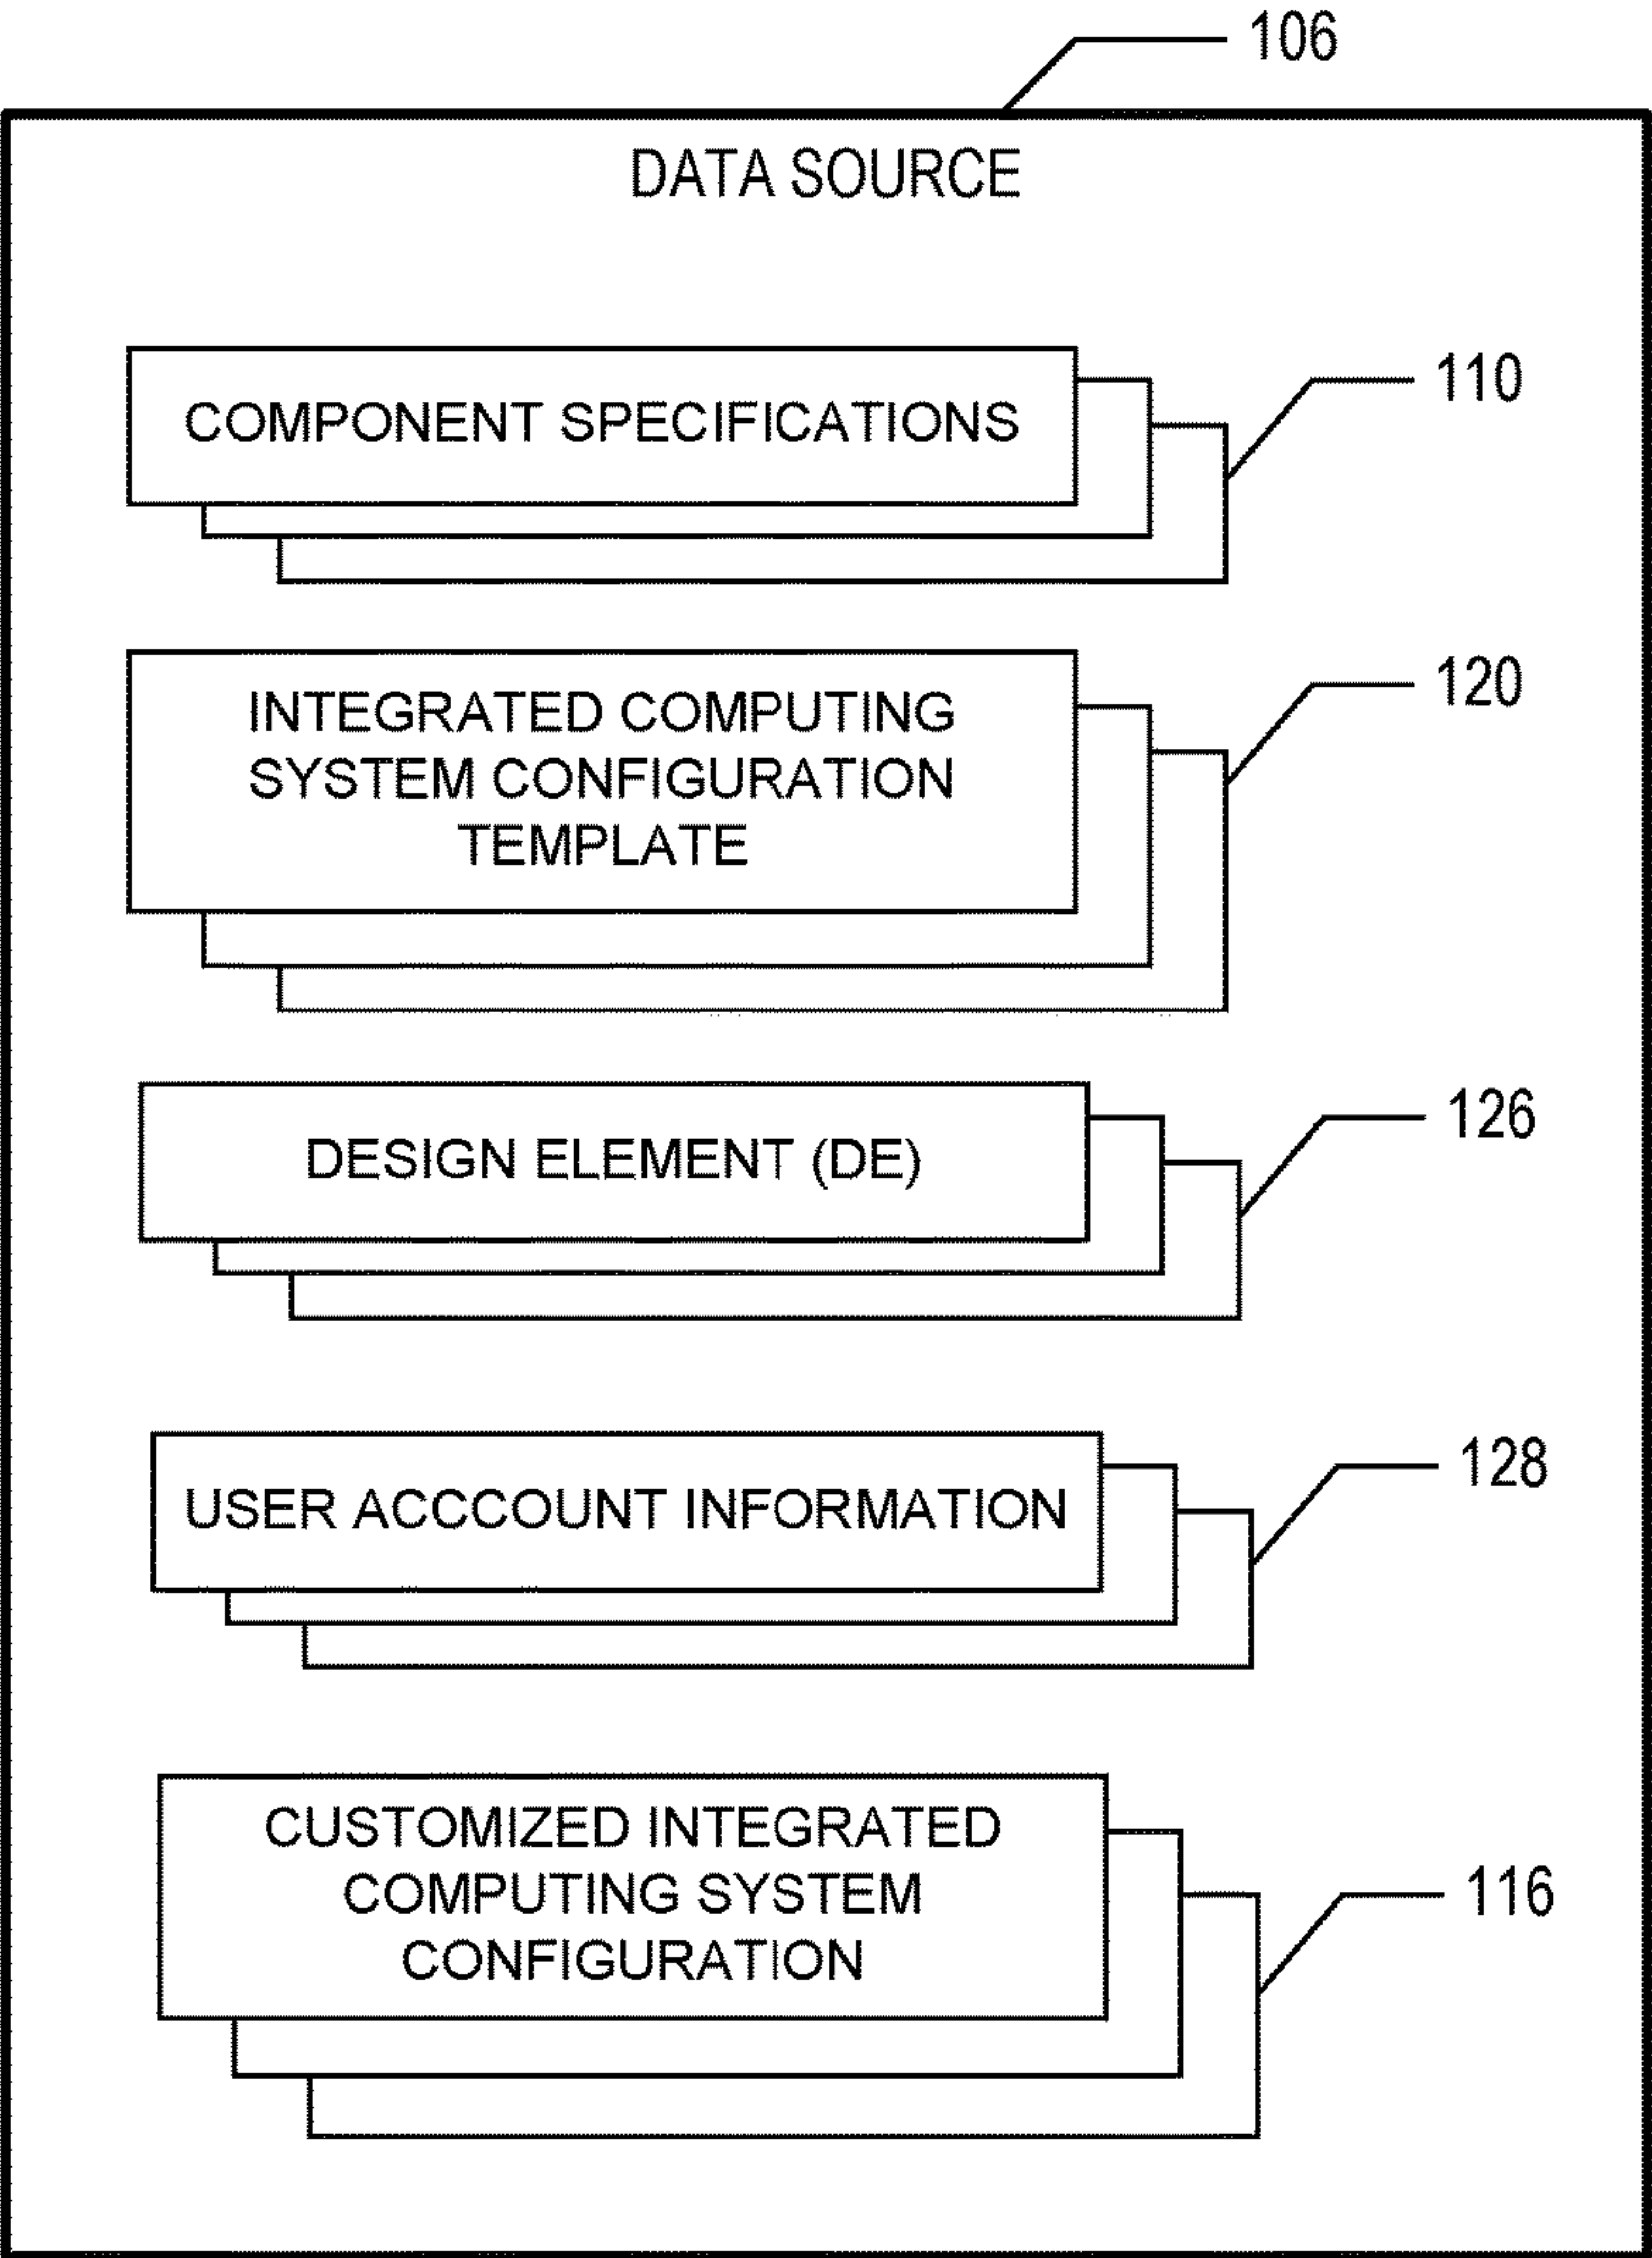 106
DATA SOURCE
COMPONENT SPECIFICATIONS
110
INTEGRATED COMPUTING
SYSTEM CONFIGURATION
TEMPLATE
120
DESIGN ELEMENT (DE)
126
USER ACCCOUNT INFORMATION
128
CUSTOMIZED INTEGRATED
COMPUTING SYSTEM
CONFIGURATION
116